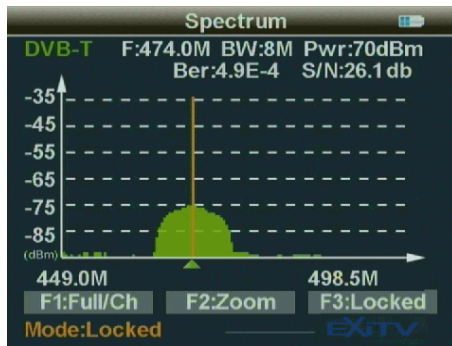 Spectrum
DVB-T F:474.0M BW:8M Pwr:70dBm
Ber:4.9E-4 S/N:26.1db
-35
-45
-55
-65
-75
-85
(dBm)
449.0M 498.5M
F1:Full/Ch F2:Zoom F3:Locked
Mode:Locked EXiTV